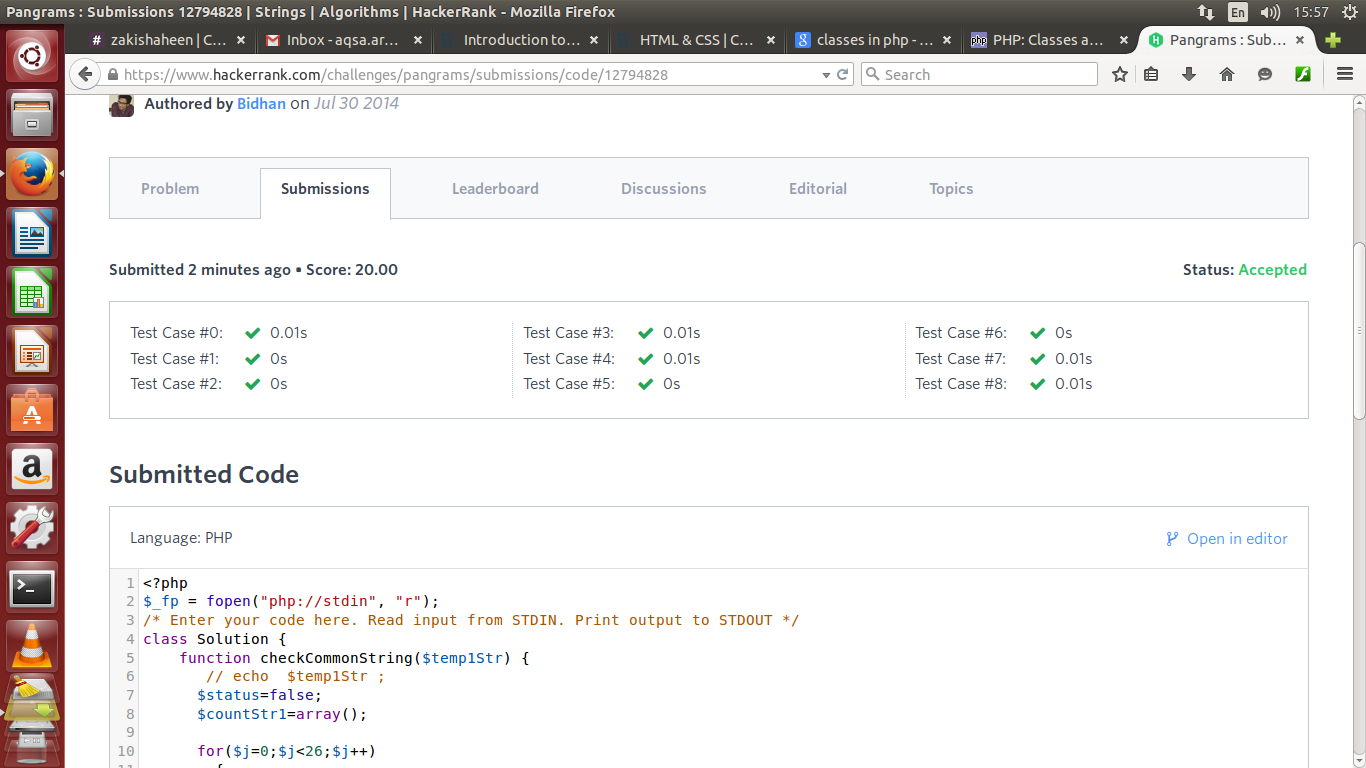 Pangrams : Submissions 12794828 | Strings | Algorithms | HackerRank - Mozilla Firefox
En
15:57
# zakishaheen | C... ×
Inbox - aqsa.ar... ×
Introduction to... ×
HTML & CSS | C... ×
classes in php - ... ×
php PHP: Classes a... ×
Pangrams : Sub... ×
https://www.hackerrank.com/challenges/pangrams/submissions/code/12794828
Search
Authored by Bidhan on Jul 30 2014
Problem
Submissions
Leaderboard
Discussions
Editorial
Topics
Submitted 2 minutes ago • Score: 20.00
Status: Accepted
Test Case #0: ✔ 0.01s
Test Case #1: ✔ 0s
Test Case #2: ✔ 0s
Test Case #3: ✔ 0.01s
Test Case #4: ✔ 0.01s
Test Case #5: ✔ 0s
Test Case #6: ✔ 0s
Test Case #7: ✔ 0.01s
Test Case #8: ✔ 0.01s
Submitted Code
Language: PHP
Open in editor
1 <?php
2 $_fp = fopen("php://stdin", "r");
3 /* Enter your code here. Read input from STDIN. Print output to STDOUT */
4 class Solution {
5     function checkCommonString($temp1Str) {
6        // echo  $temp1Str ;
7       $status=false;
8       $countStr1=array();
9
10       for($j=0;$j<26;$j++)
11         {